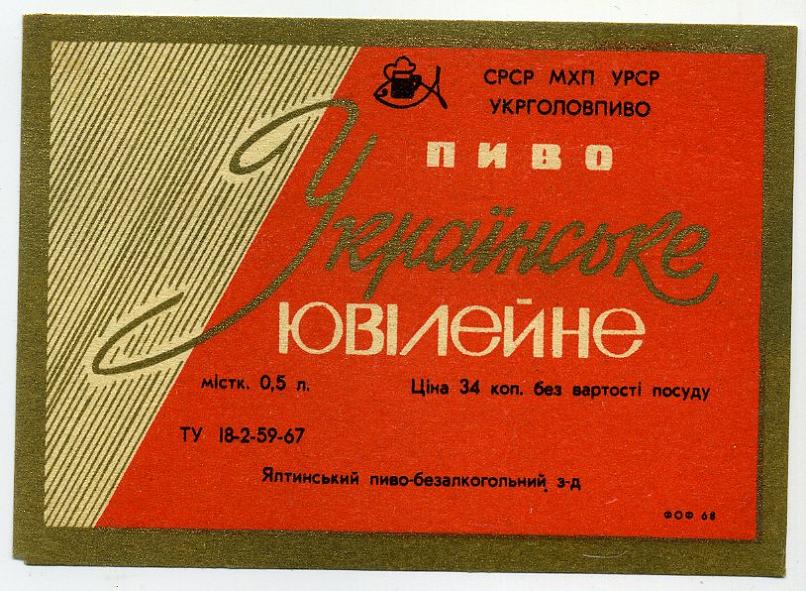 СРСР МХП УРСР
УКРГОЛОВПИВО
ПИВО
Українське
ЮВІЛЕЙНЕ
містк. 0,5 л.
Ціна 34 коп. без вартості посуду
ТУ 18-2-59-67
Ялтинський пиво-безалкогольний з-д
ФОФ 68